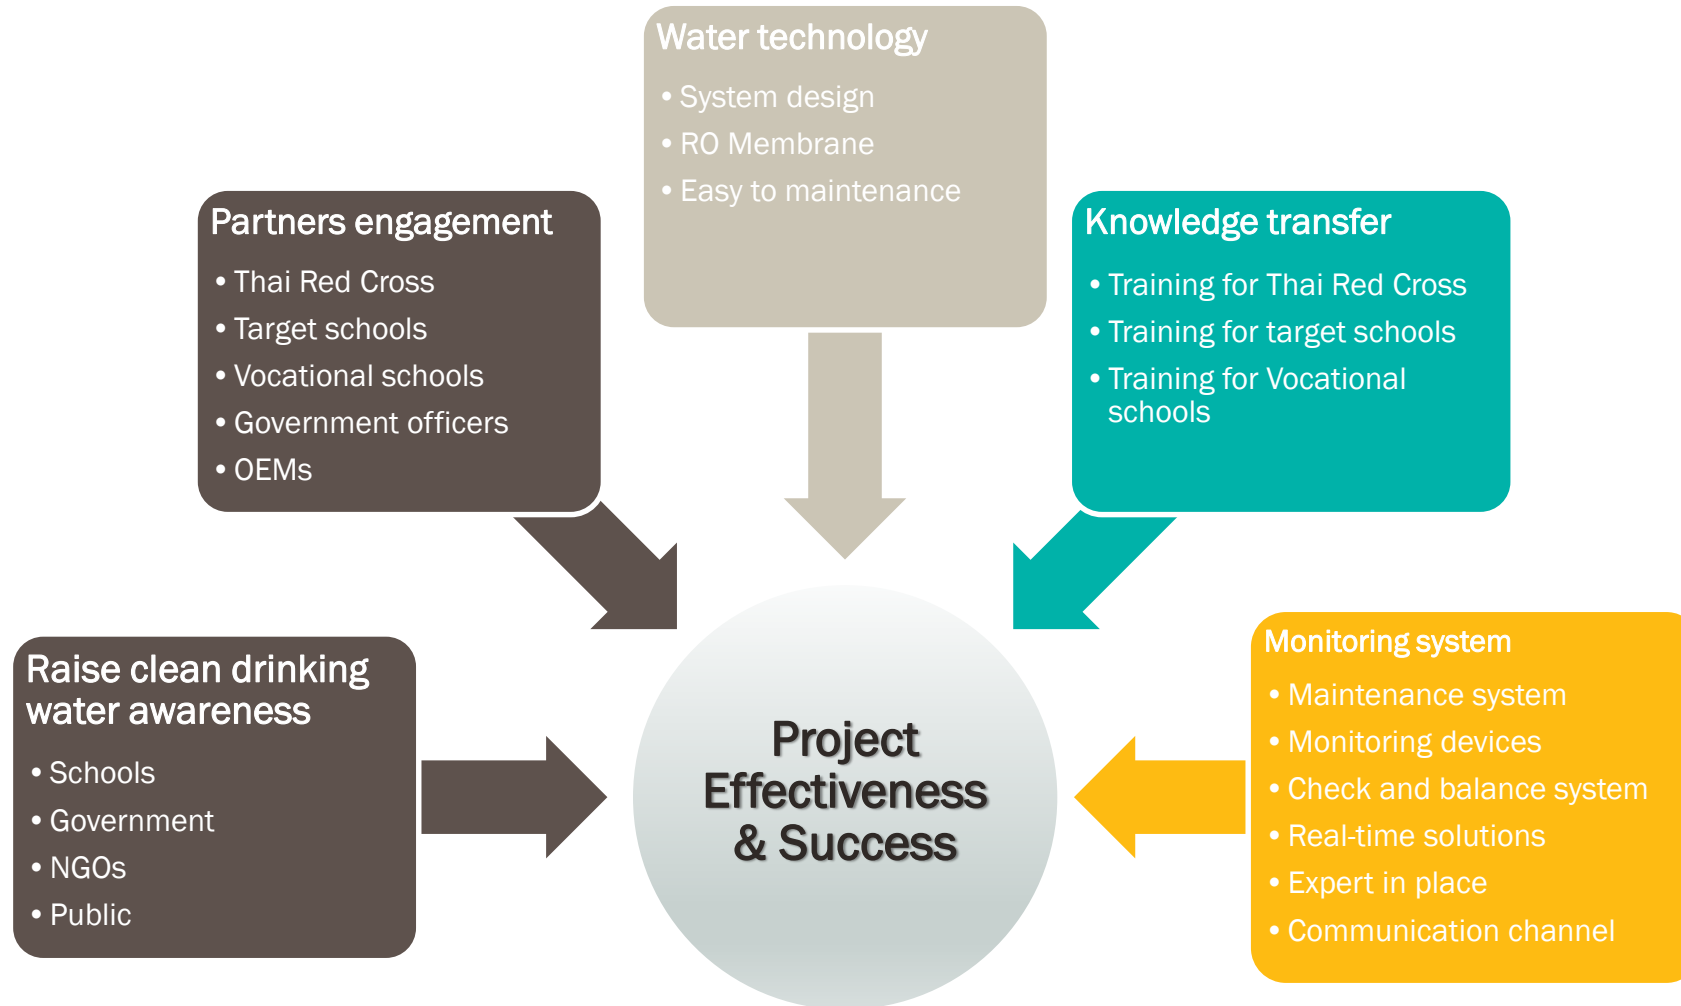 Water technology
• System design
• RO Membrane
• Easy to maintenance
Partners engagement
• Thai Red Cross
• Target schools
• Vocational schools
• Government officers
• OEMs
Knowledge transfer
• Training for Thai Red Cross
• Training for target schools
• Training for Vocational
schools
Raise clean drinking
water awareness
• Schools
• Government
• NGOs
• Public
Project
Effectiveness
& Success
Monitoring system
• Maintenance system
• Monitoring devices
• Check and balance system
• Real-time solutions
• Expert in place
• Communication channel